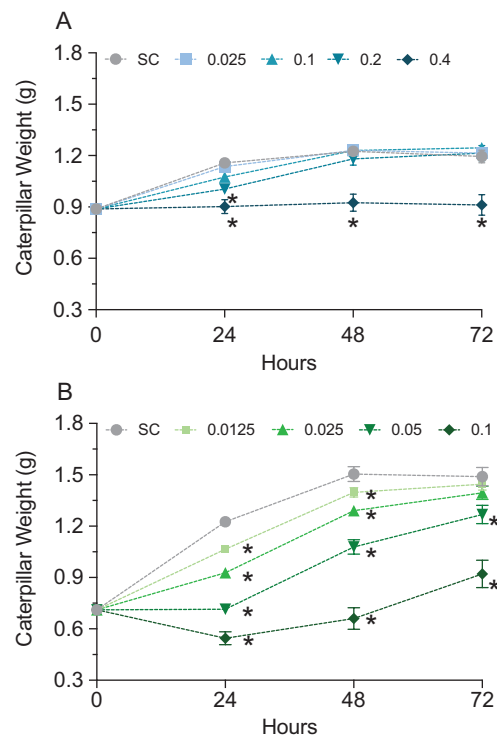 A
SC 0.025 0.1 0.2 0.4
Caterpillar Weight (g)
1.8
1.5
1.2
0.9
0.6
0.3
* * * *
0 24 48 72
Hours
B
SC 0.0125 0.025 0.05 0.1
Caterpillar Weight (g)
1.8
1.5
1.2
0.9
0.6
0.3
* * * * * * * * * *
0 24 48 72
Hours